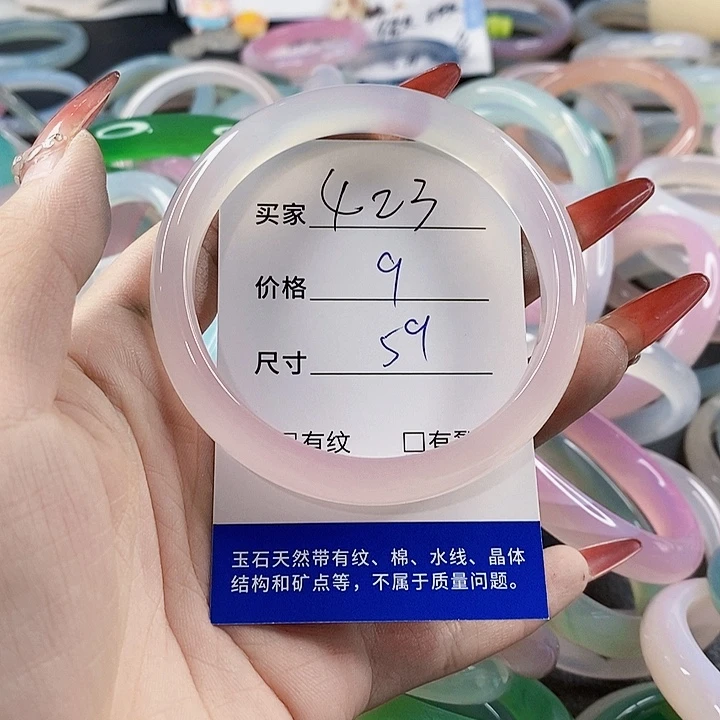 买家 423
价格 9
尺寸 59
有纹 □有裂
玉石天然带有纹、棉、水线、晶体
结构和矿点等，不属于质量问题。